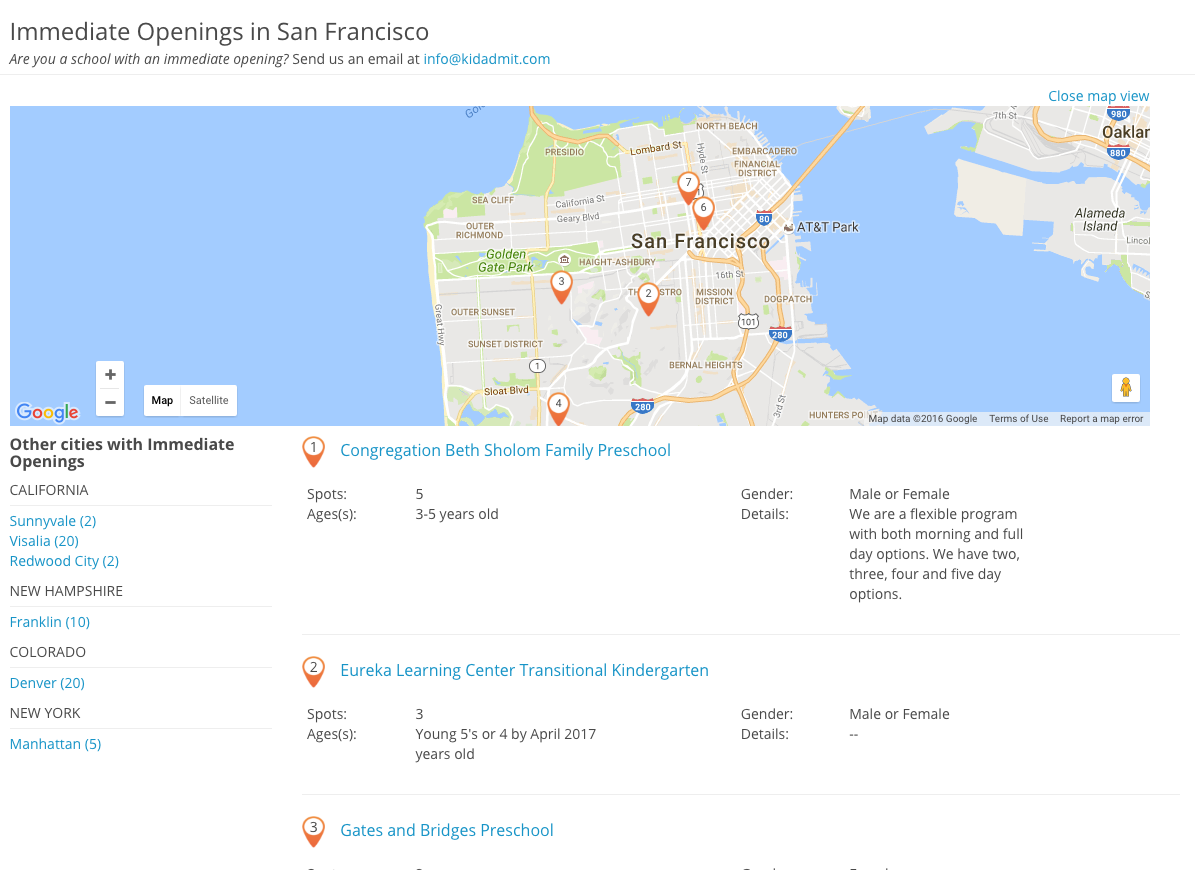 Immediate Openings in San Francisco
Are you a school with an immediate opening? Send us an email at info@kidadmit.com
Close map view
980
7th St
Oakla
880
NORTH BEACH
Lombard St
Hyde St
PRESIDIO
EMBARCADERO
FINANCIAL
DISTRICT
7
SEA CLIFF
California St
6
Geary Blvd
80
AT&T Park
Alameda
Island
OUTER
RICHMOND
San Francisco
Golden
Gate Park
HAIGHT-ASHBURY
16th St
3
2
MISSION
DISTRICT
DOGPATCH
OUTER SUNSET
Great Hwy
101
280
SUNSET DISTRICT
1
BERNAL HEIGHTS
+
−
Map
Satellite
Sloat Blvd
4
280
3rd St
HUNTERS PO
Google
Map data ©2016 Google
Terms of Use
Report a map error
Other cities with Immediate
Openings
CALIFORNIA
Sunnyvale (2)
Visalia (20)
Redwood City (2)
NEW HAMPSHIRE
Franklin (10)
COLORADO
Denver (20)
NEW YORK
Manhattan (5)
1 Congregation Beth Sholom Family Preschool
Spots: 5
Ages(s): 3-5 years old
Gender: Male or Female
Details: We are a flexible program
with both morning and full
day options. We have two,
three, four and five day
options.
2 Eureka Learning Center Transitional Kindergarten
Spots: 3
Ages(s): Young 5's or 4 by April 2017
years old
Gender: Male or Female
Details: --
3 Gates and Bridges Preschool